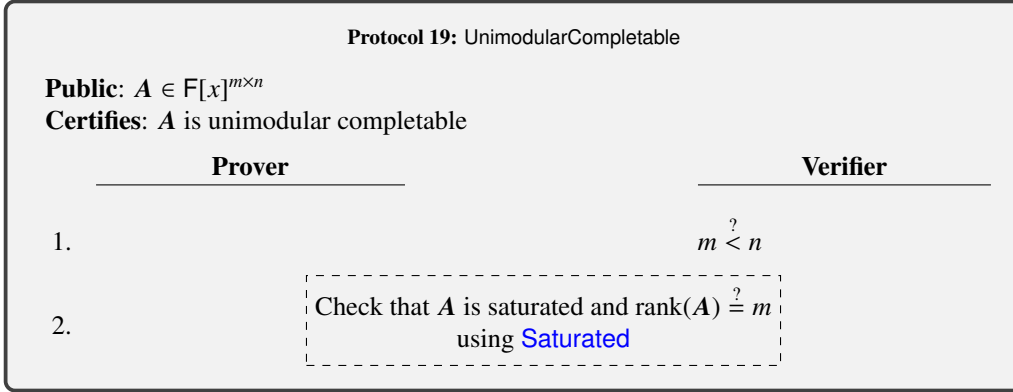 Protocol 19: UnimodularCompletable
Public: A ∈ F[x]^{m×n}
Certifies: A is unimodular completable
Prover Verifier
1. m <^? n
2. Check that A is saturated and rank(A) =^? m
using Saturated